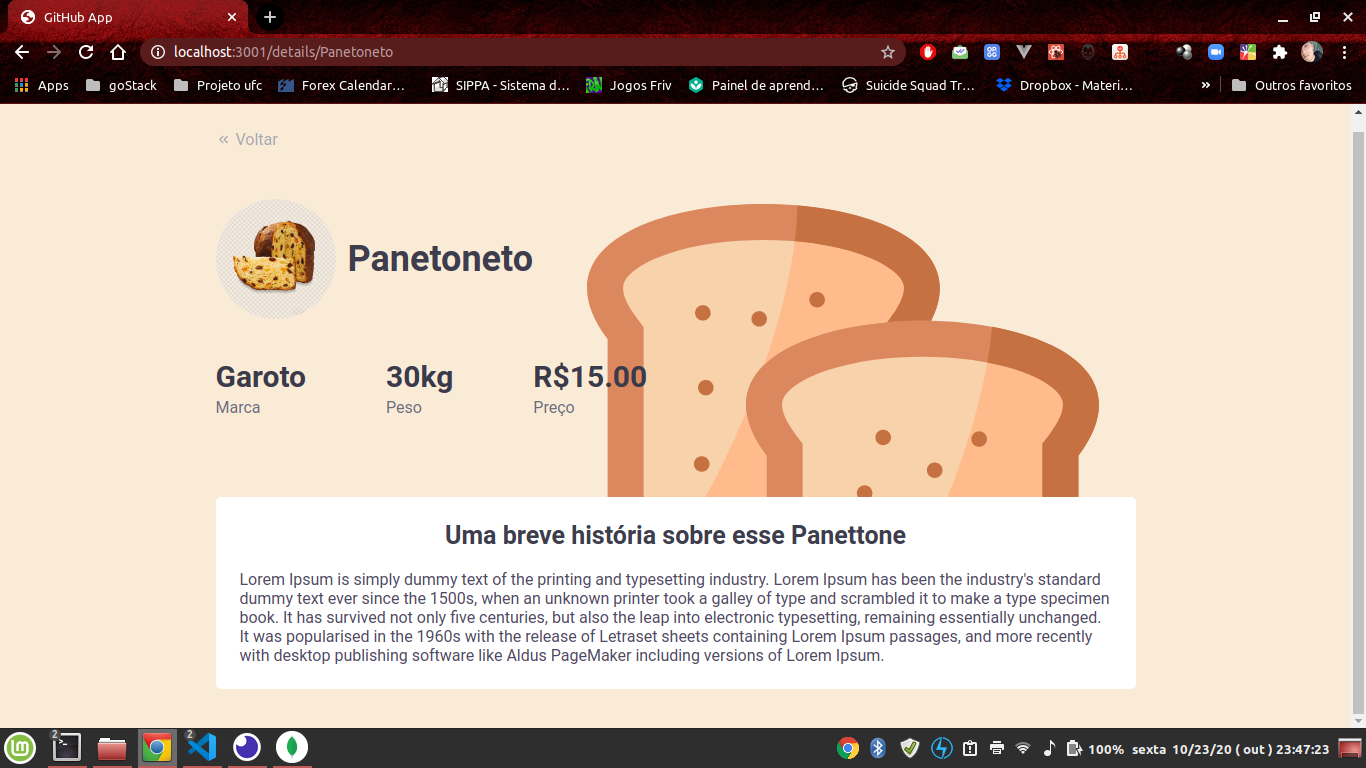 GitHub App
localhost:3001/details/Panetoneto
Apps goStack Projeto ufc Forex Calendar… SIPPA - Sistema d… Jogos Friv Painel de aprend… Suicide Squad Tr… Dropbox - Materi… » Outros favoritos
« Voltar
Panetoneto
Garoto 30kg R$15.00
Marca Peso Preço
Uma breve história sobre esse Panettone
Lorem Ipsum is simply dummy text of the printing and typesetting industry. Lorem Ipsum has been the industry's standard
dummy text ever since the 1500s, when an unknown printer took a galley of type and scrambled it to make a type specimen
book. It has survived not only five centuries, but also the leap into electronic typesetting, remaining essentially unchanged.
It was popularised in the 1960s with the release of Letraset sheets containing Lorem Ipsum passages, and more recently
with desktop publishing software like Aldus PageMaker including versions of Lorem Ipsum.
2 2 100% sexta 10/23/20 ( out ) 23:47:23